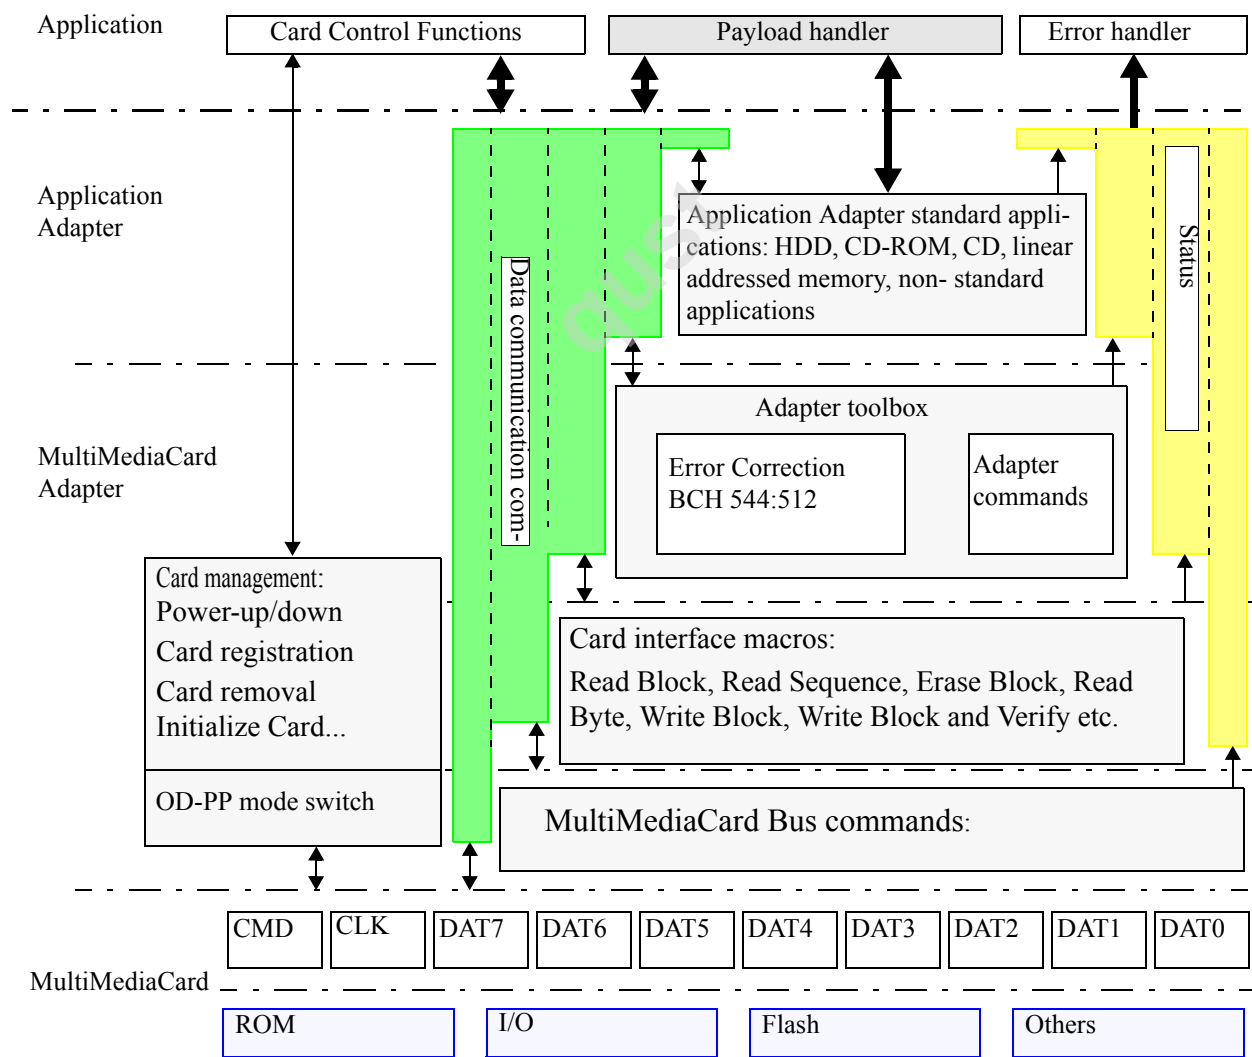 Application
Card Control Functions
Payload handler
Error handler
Application
Adapter
Application Adapter standard appli-
cations: HDD, CD-ROM, CD, linear
addressed memory, non- standard
applications
Status
Data communication com-
qust
MultiMediaCard
Adapter
Adapter toolbox
Error Correction
BCH 544:512
Adapter
commands
Card management:
Power-up/down
Card registration
Card removal
Initialize Card...
OD-PP mode switch
Card interface macros:
Read Block, Read Sequence, Erase Block, Read
Byte, Write Block, Write Block and Verify etc.
MultiMediaCard Bus commands:
CMD
CLK
DAT7
DAT6
DAT5
DAT4
DAT3
DAT2
DAT1
DAT0
MultiMediaCard
ROM
I/O
Flash
Others